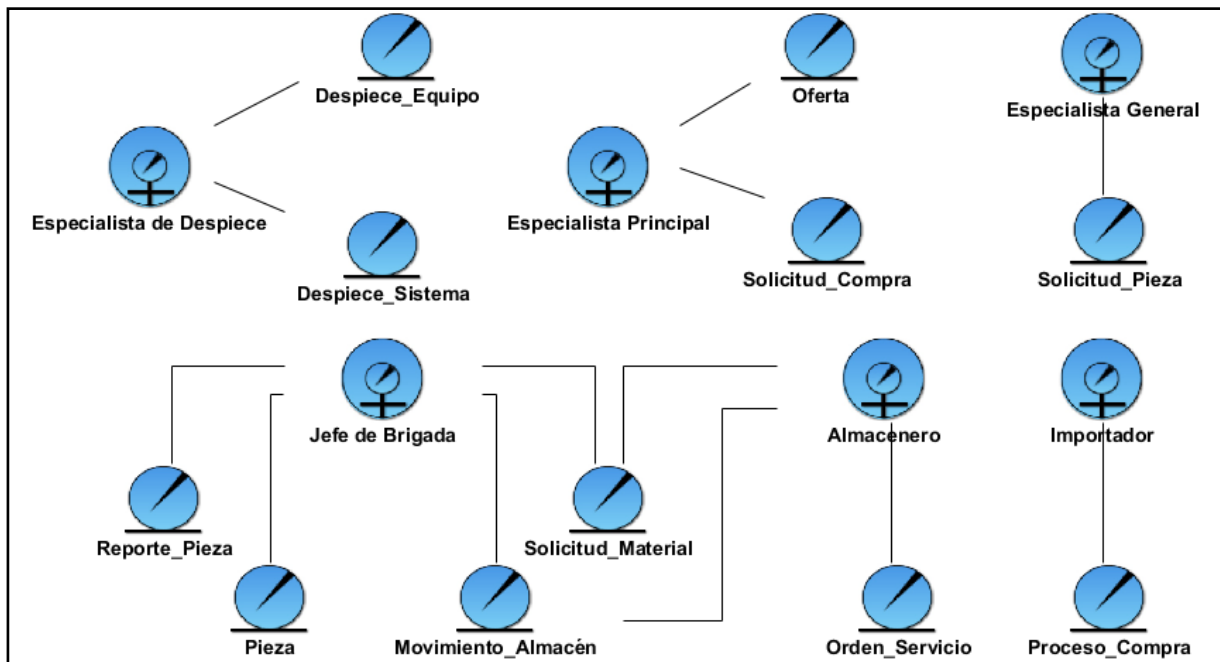 Despiece_Equipo
Oferta
Especialista General
Especialista de Despiece
Especialista Principal
Despiece_Sistema
Solicitud_Compra
Solicitud_Pieza
Jefe de Brigada
Almacenero
Importador
Reporte_Pieza
Solicitud_Material
Pieza
Movimiento_Almacén
Orden_Servicio
Proceso_Compra